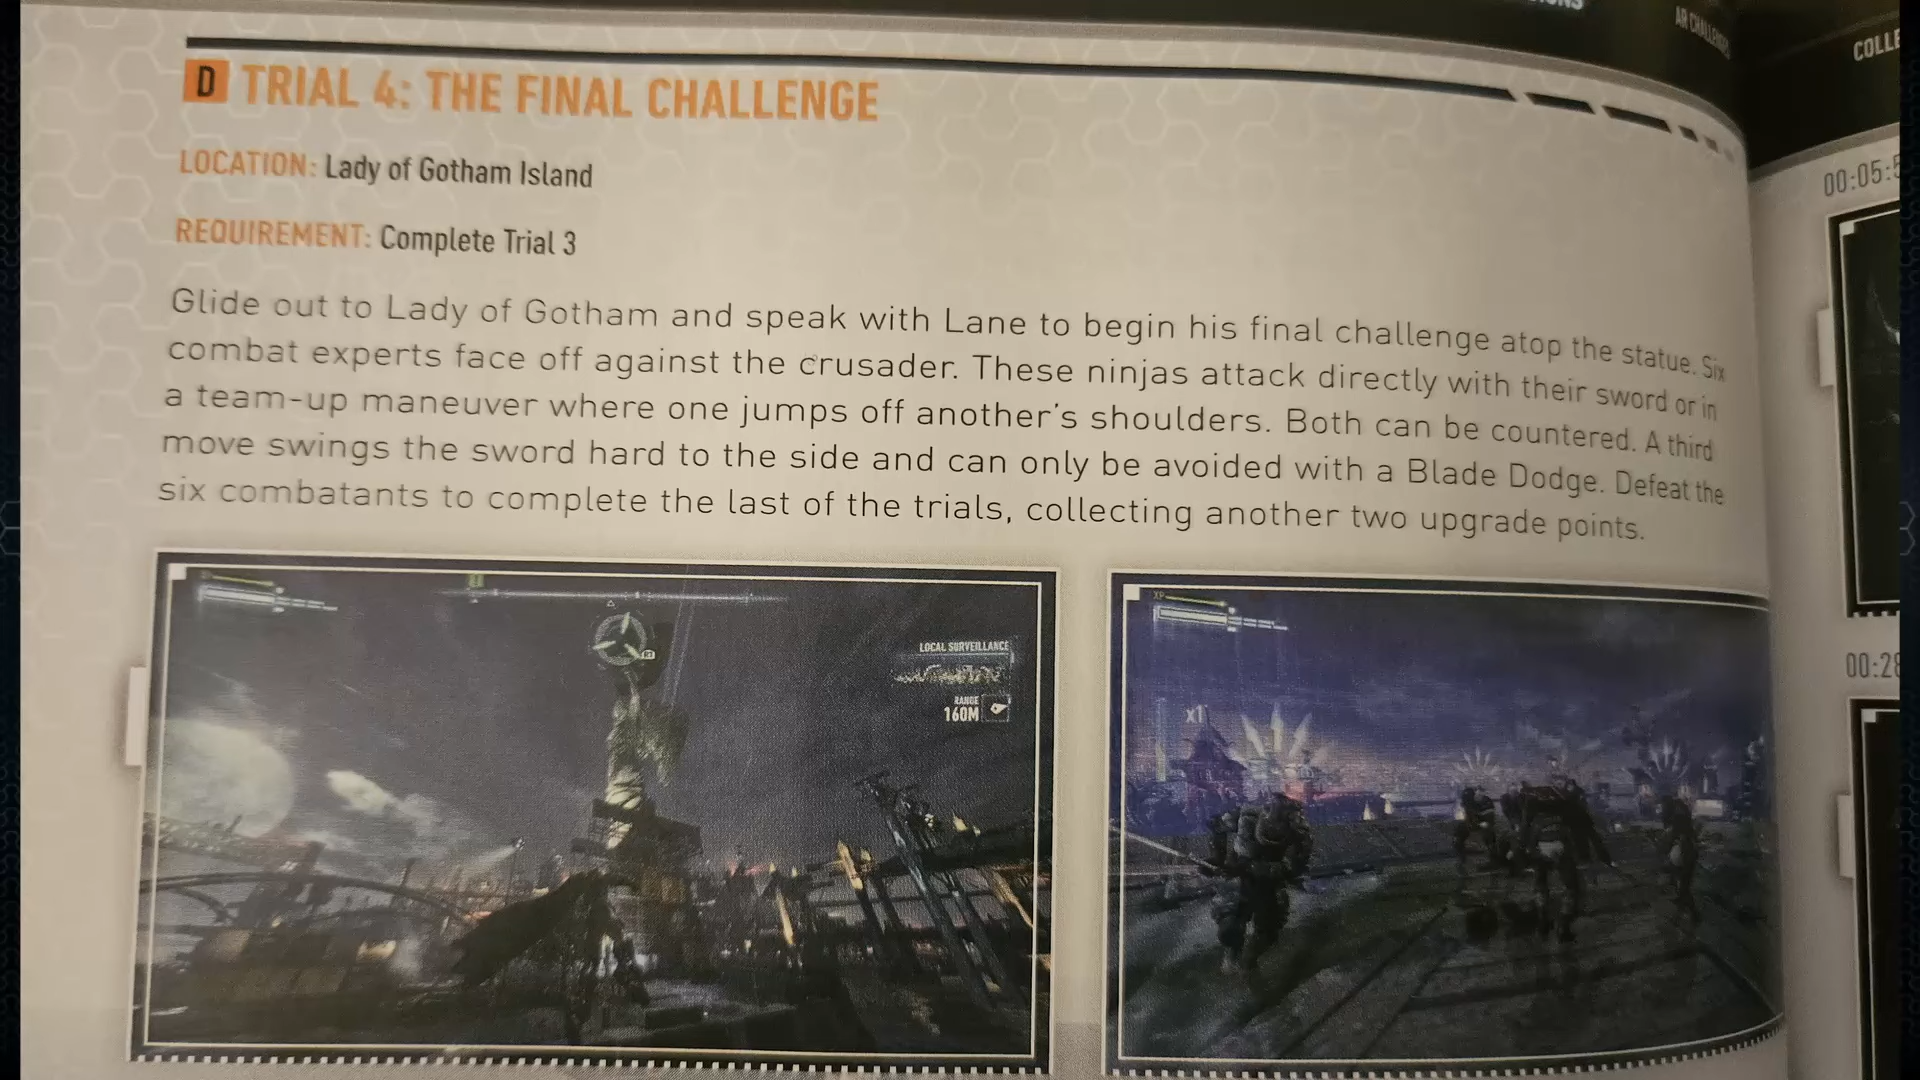 AR CHALLENGES
D TRIAL 4: THE FINAL CHALLENGE
LOCATION: Lady of Gotham Island
REQUIREMENT: Complete Trial 3
Glide out to Lady of Gotham and speak with Lane to begin his final challenge atop the statue. Six
combat experts face off against the crusader. These ninjas attack directly with their sword or in
a team-up maneuver where one jumps off another's shoulders. Both can be countered. A third
move swings the sword hard to the side and can only be avoided with a Blade Dodge. Defeat the
six combatants to complete the last of the trials, collecting another two upgrade points.
LOCAL SURVEILLANCE
RANGE
160M
XP
x1